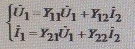 U̇₁ = Y₁₁U̇₁ + Y₁₂İ₂
İ₁ = Y₂₁U̇₁ + Y₂₂İ₂